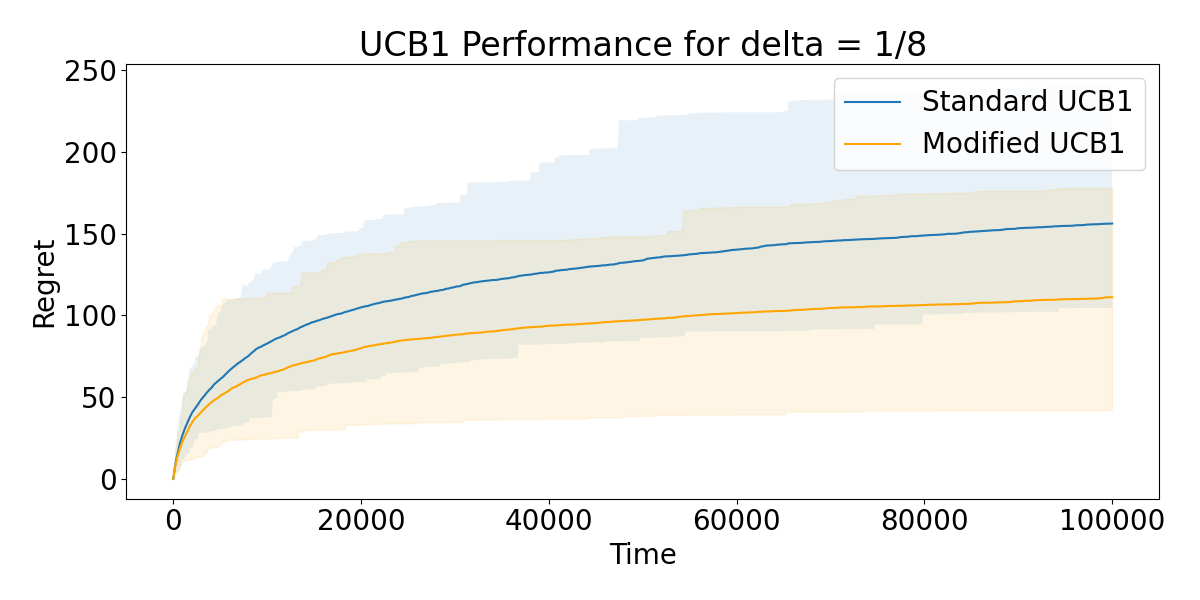 UCB1 Performance for delta = 1/8
Standard UCB1
Modified UCB1
Regret
250
200
150
100
50
0
0 20000 40000 60000 80000 100000
Time